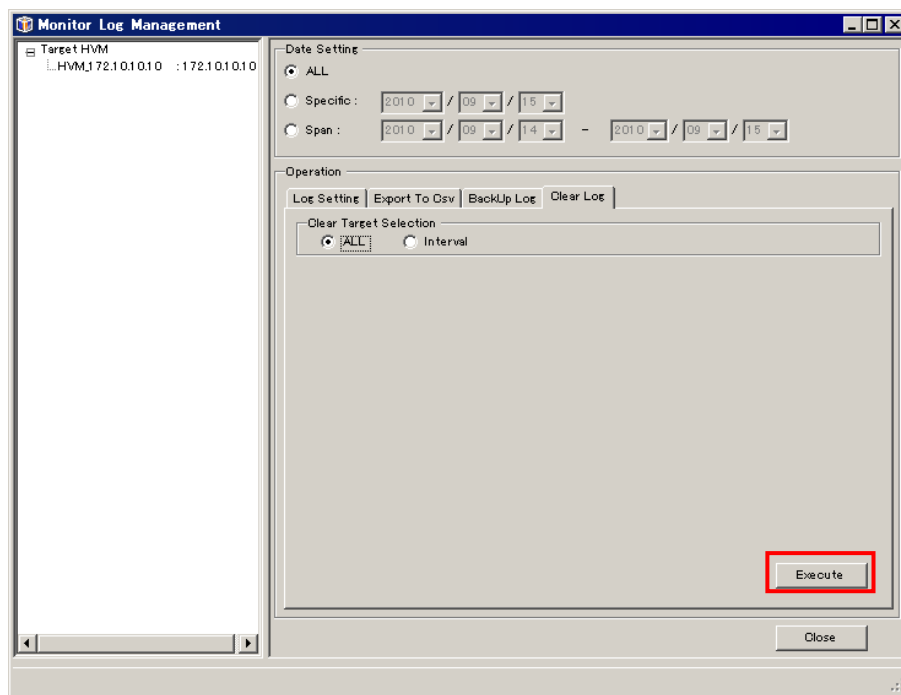 Monitor Log Management
Target HVM
HVM_172.10.10.10 : 172.10.10.10
Date Setting
ALL
Specific : 2010 / 09 / 15
Span : 2010 / 09 / 14 - 2010 / 09 / 15
Operation
Log Setting Export To Csv BackUp Log Clear Log
Clear Target Selection
ALL Interval
Execute
Close